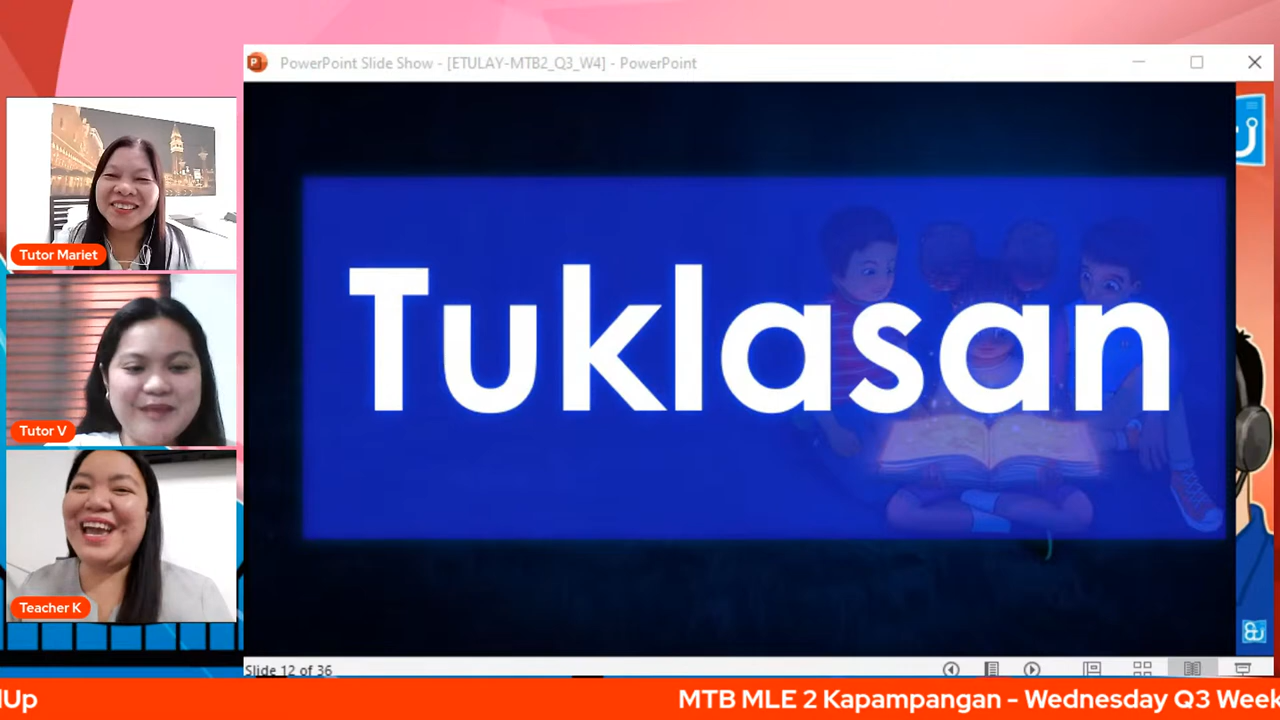 PowerPoint Slide Show - [ETULAY-MTB2_Q3_W4] - PowerPoint
Tutor Mariet
Tuklasan
Tutor V
Teacher K
Slide 12 of 36
Up
MTB MLE 2 Kapampangan - Wednesday Q3 Week